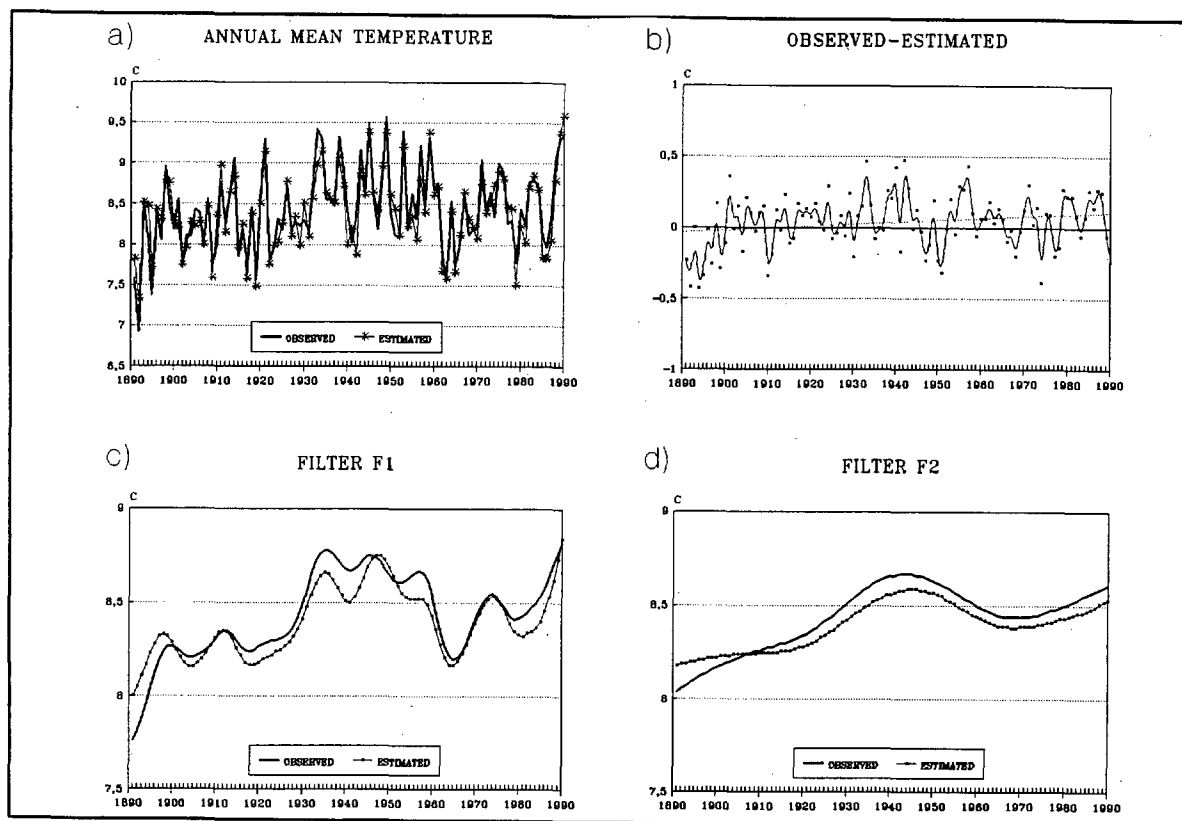 a) ANNUAL MEAN TEMPERATURE
C
10
9,5
9
8,5
8
7,5
7
6,5
OBSERVED ESTIMATED
1890 1900 1910 1920 1930 1940 1950 1960 1970 1980 1990
b) OBSERVED-ESTIMATED
C
1
0,5
0
-0,5
-1
1890 1900 1910 1920 1930 1940 1950 1960 1970 1980 1990
c) FILTER F1
C
9
8,5
8
7,5
OBSERVED ESTIMATED
1890 1900 1910 1920 1930 1940 1950 1960 1970 1980 1990
d) FILTER F2
C
9
8,5
8
7,5
OBSERVED ESTIMATED
1890 1900 1910 1920 1930 1940 1950 1960 1970 1980 1990